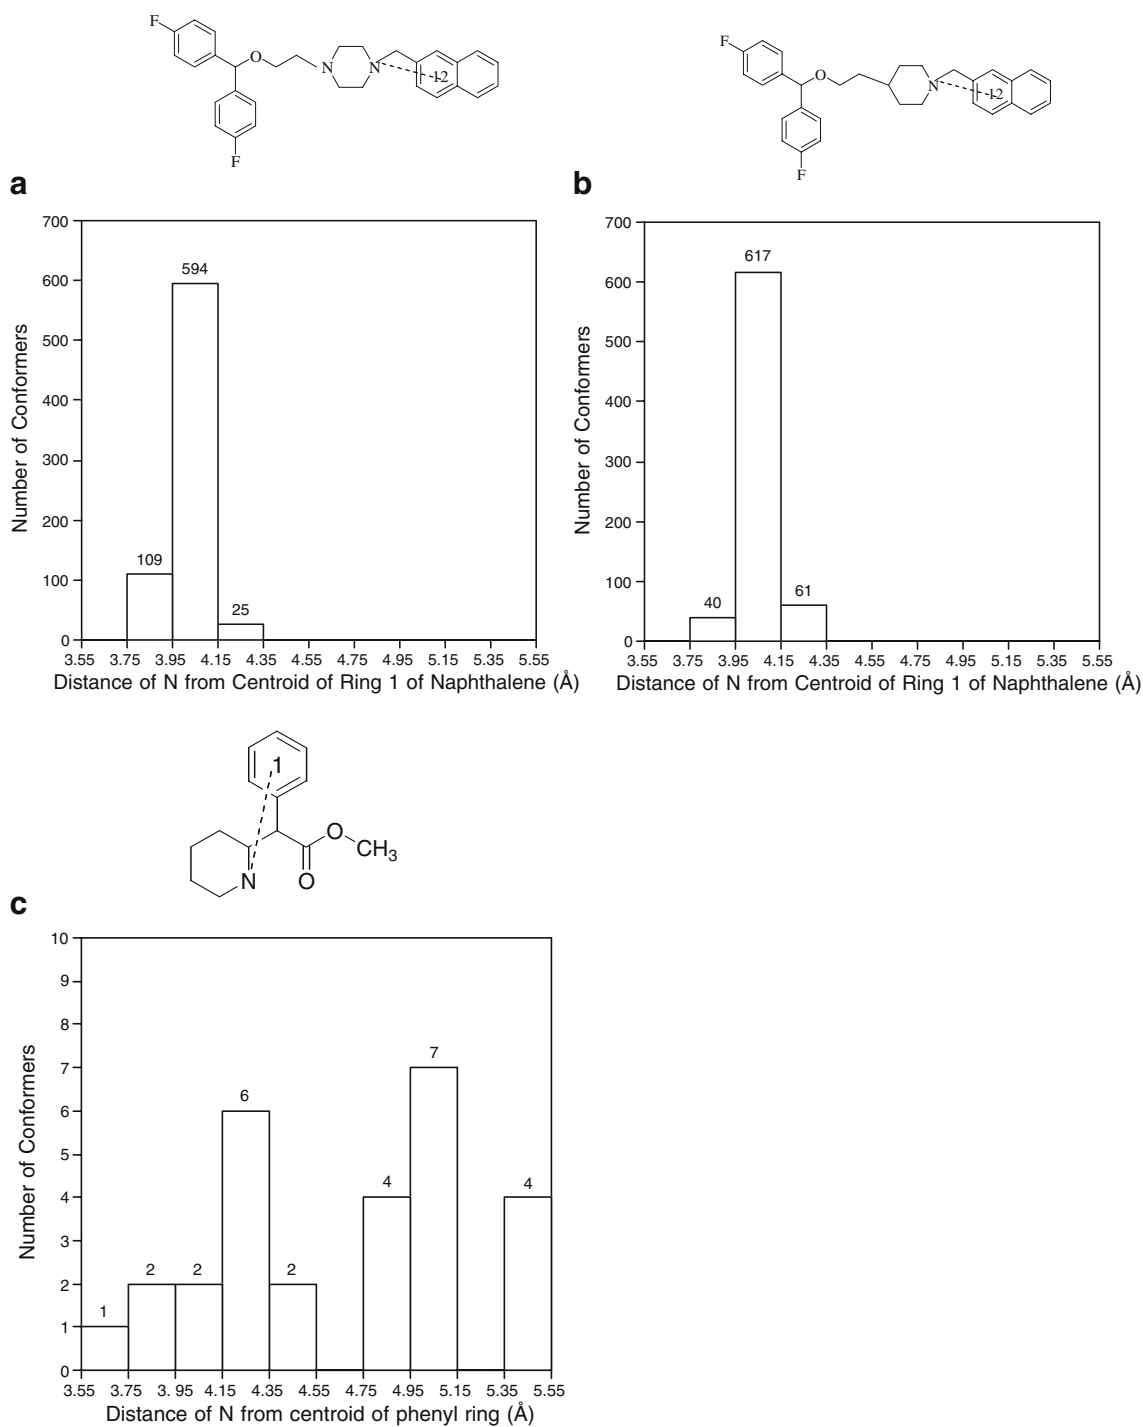 F
O
N
N
1 2
F
F
O
N
1 2
F
a
700
600
500
400
300
200
100
0
594
109
25
3.55 3.75 3.95 4.15 4.35 4.55 4.75 4.95 5.15 5.35 5.55
Number of Conformers
Distance of N from Centroid of Ring 1 of Naphthalene (Å)
b
700
600
500
400
300
200
100
0
617
40
61
3.55 3.75 3.95 4.15 4.35 4.55 4.75 4.95 5.15 5.35 5.55
Number of Conformers
Distance of N from Centroid of Ring 1 of Naphthalene (Å)
1
O
CH3
N
O
c
10
9
8
7
6
5
4
3
2
1
0
1
2
2
6
2
4
7
4
3.55 3.75 3. 95 4.15 4.35 4.55 4.75 4.95 5.15 5.35 5.55
Number of Conformers
Distance of N from centroid of phenyl ring (Å)